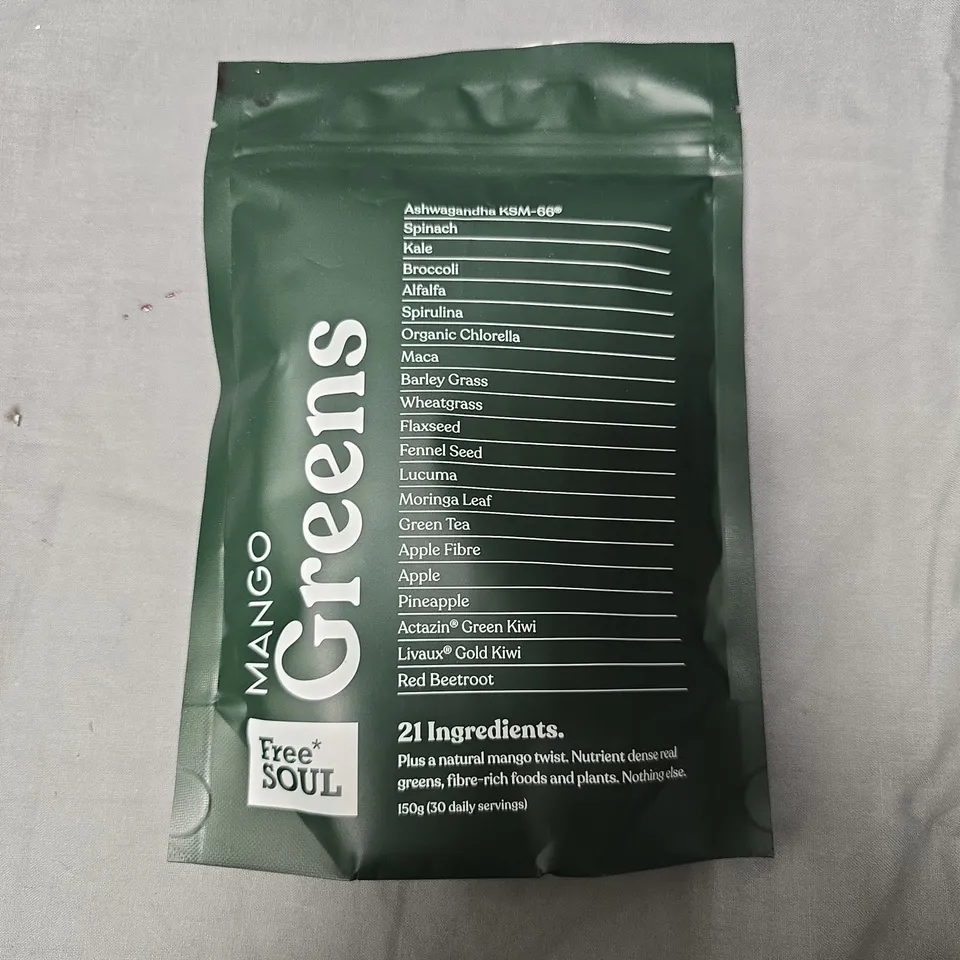 Ashwagandha KSM-66®
Spinach
Kale
Broccoli
Alfalfa
Spirulina
Organic Chlorella
Maca
Barley Grass
Wheatgrass
Flaxseed
Fennel Seed
Lucuma
Moringa Leaf
Green Tea
Apple Fibre
Apple
Pineapple
Actazin® Green Kiwi
Livaux® Gold Kiwi
Red Beetroot
MANGO
Greens
Free*
SOUL
21 Ingredients.
Plus a natural mango twist. Nutrient dense real
greens, fibre-rich foods and plants. Nothing else.
150g (30 daily servings)